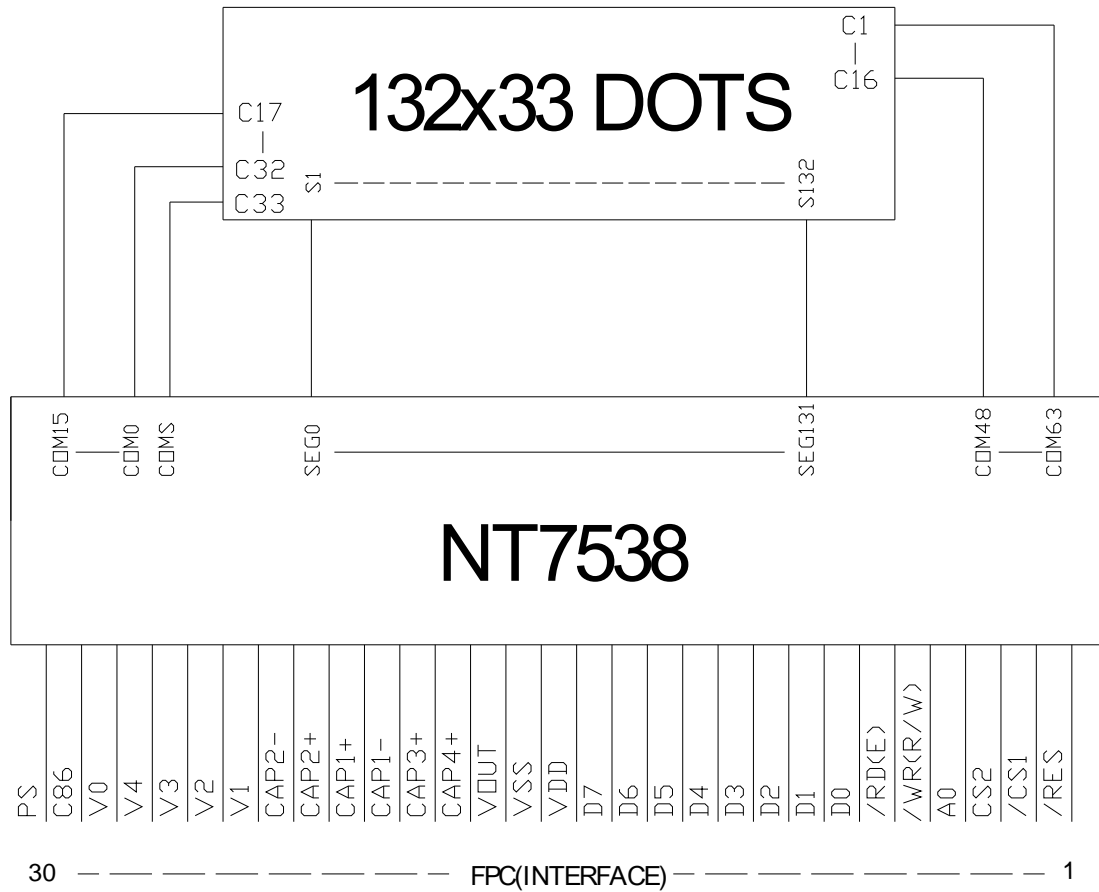 C1
C16
132x33 DOTS
C17
C32
C33
S1
S132
COM15
COM0
COMS
SEG0
SEG131
COM48
COM63
NT7538
PS
C86
V0
V4
V3
V2
V1
CAP2-
CAP2+
CAP1+
CAP1-
CAP3+
CAP4+
VOUT
VSS
VDD
D7
D6
D5
D4
D3
D2
D1
D0
/RD(E)
/WR(R/W)
A0
CS2
/CS1
/RES
30 FPC(INTERFACE) 1